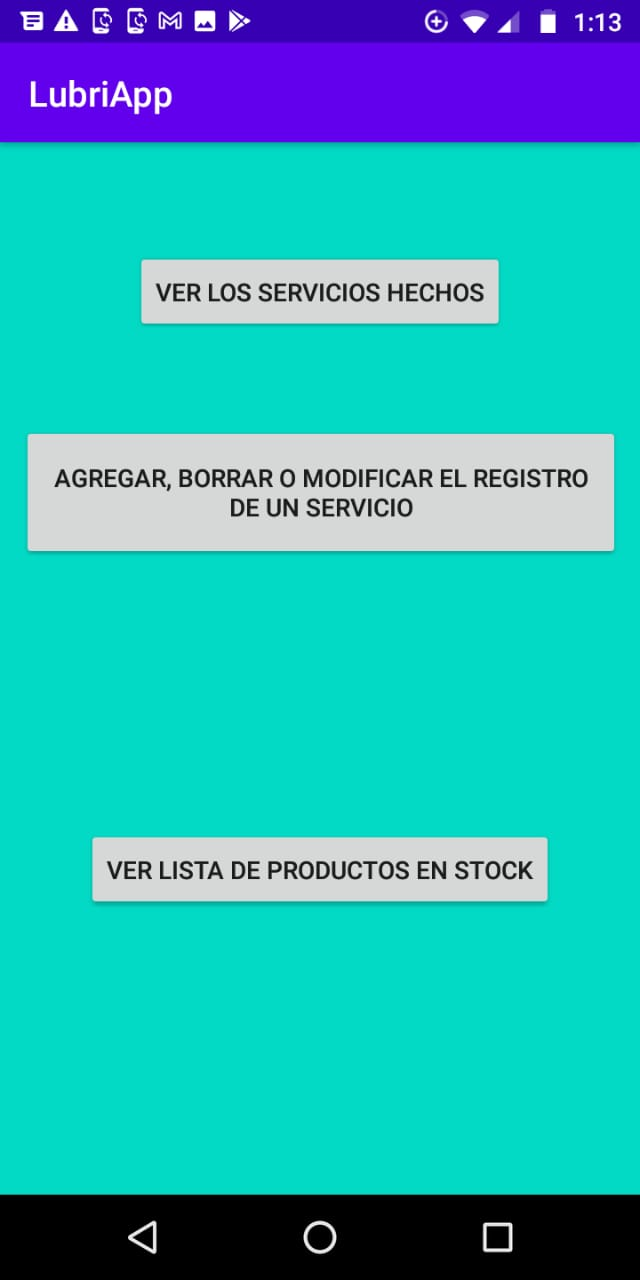 1:13
LubriApp
VER LOS SERVICIOS HECHOS
AGREGAR, BORRAR O MODIFICAR EL REGISTRO
DE UN SERVICIO
VER LISTA DE PRODUCTOS EN STOCK